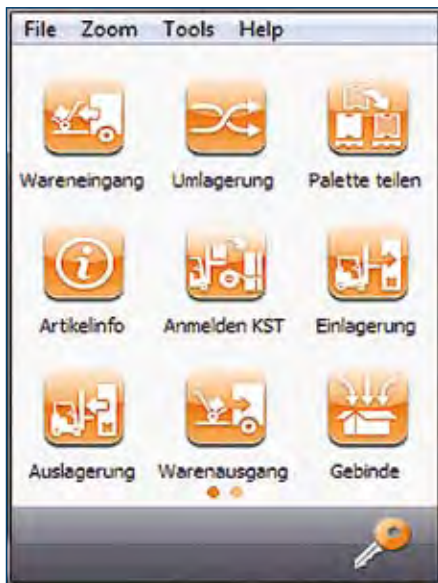 File Zoom Tools Help
Wareneingang Umlagerung Palette teilen
Artikelinfo Anmelden KST Einlagerung
Auslagerung Warenausgang Gebinde